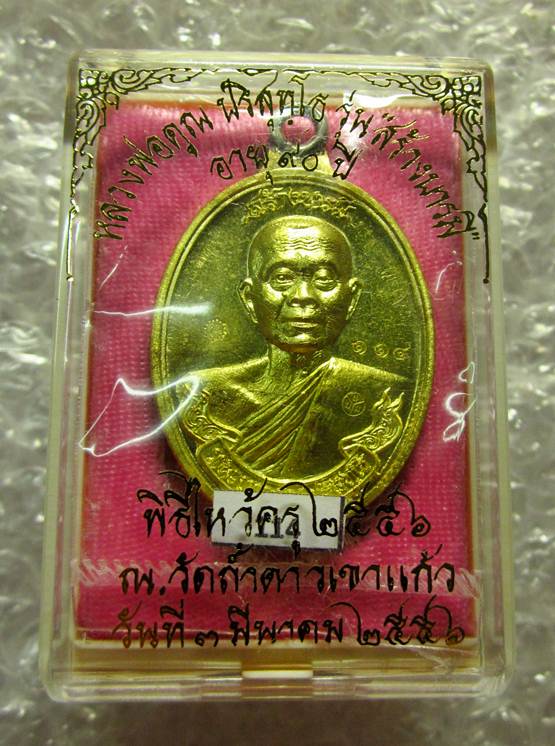 หลวงพ่อคูณ ปริสุทฺโธ รุ่น "สร้างบารมี"
อายุ ๙๐ ปี
๑๑๔
พิธีไหว้ครู ๒๕๕๖
ณ.วัดถ้ำดาวเขาแก้ว
วันที่ ๓ มีนาคม ๒๕๕๖